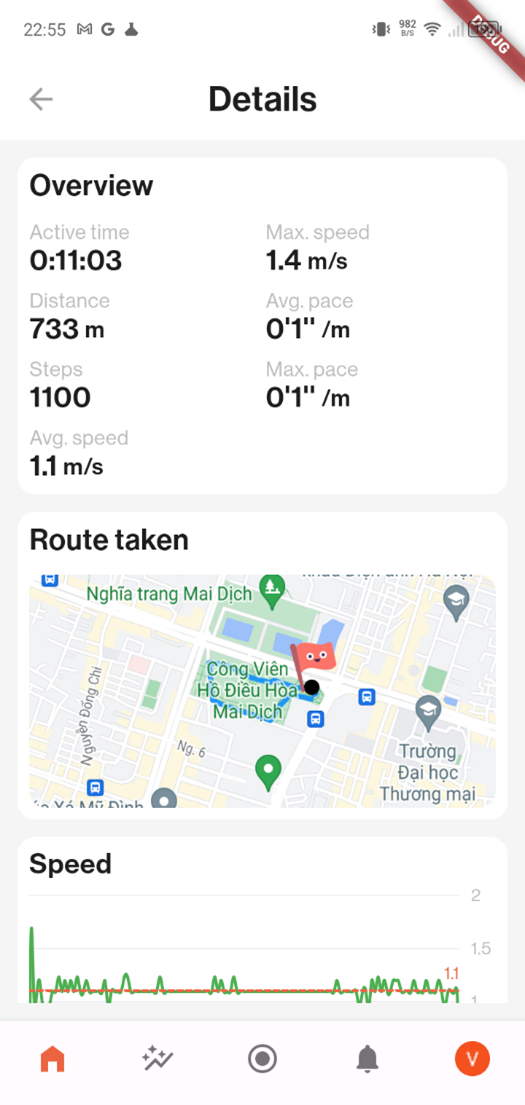 22:55
982
B/S
DEBUG
Details
Overview
Active time
0:11:03
Max. speed
1.4 m/s
Distance
733 m
Avg. pace
0'1" /m
Steps
1100
Max. pace
0'1" /m
Avg. speed
1.1 m/s
Route taken
Nghĩa trang Mai Dịch
Công Viên
Hồ Điều Hòa
Mai Dịch
Nguyễn Đổng Chi
Ng. 6
Trường
Đại học
Thương mại
Xá Mỹ Đình
Speed
2
1.5
1.1
1
V